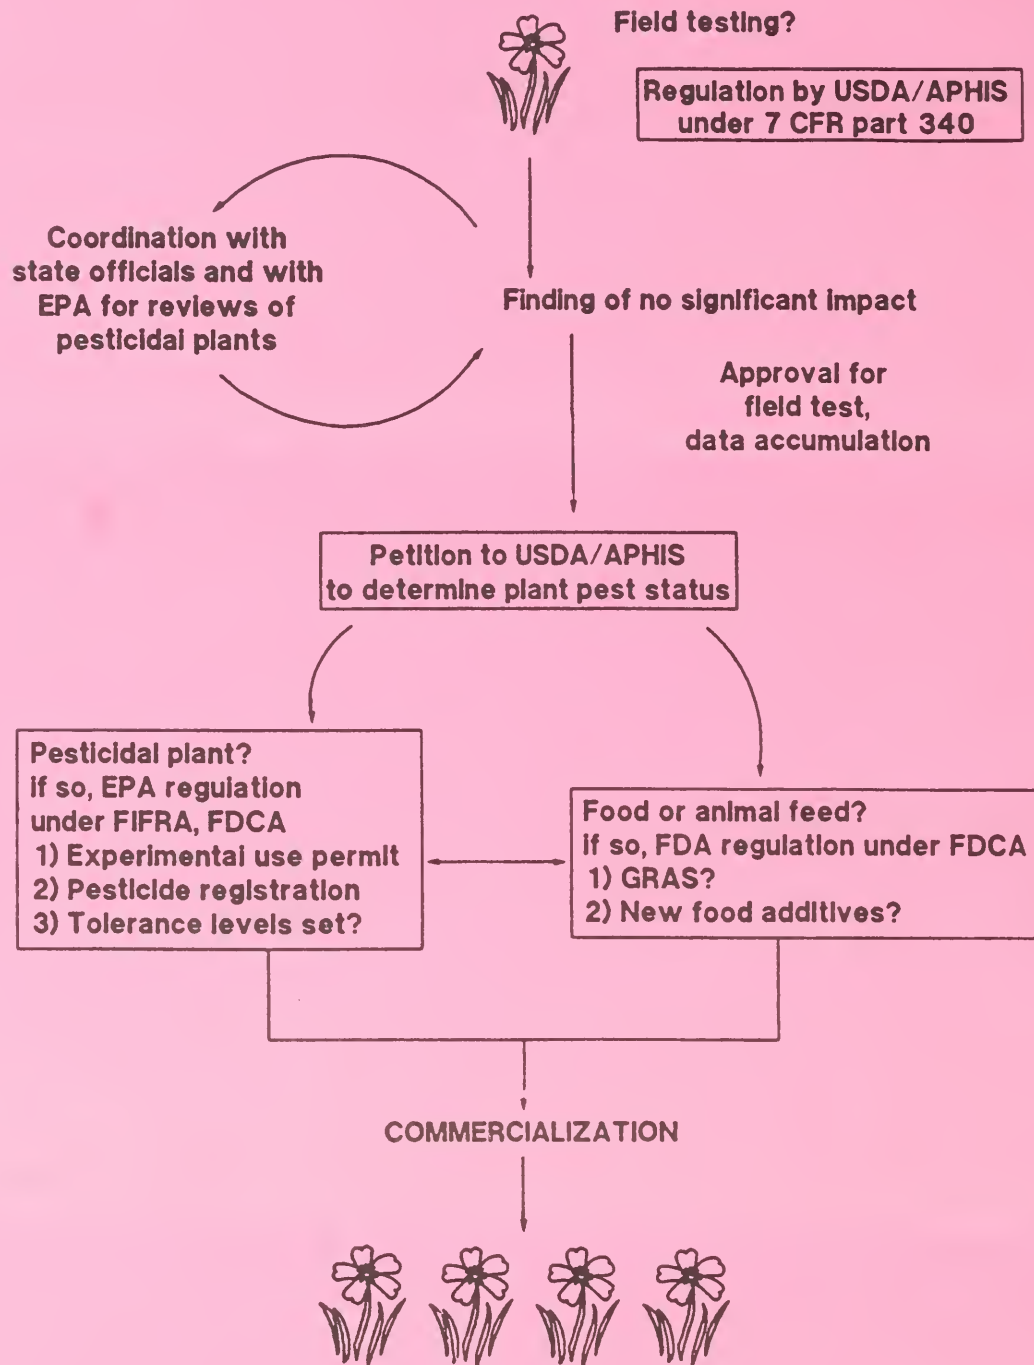 Field testing?
Regulation by USDA/APHIS
under 7 CFR part 340
Coordination with
state officials and with
EPA for reviews of
pesticidal plants
Finding of no significant impact
Approval for
field test,
data accumulation
Petition to USDA/APHIS
to determine plant pest status
Pesticidal plant?
if so, EPA regulation
under FIFRA, FDCA
1) Experimental use permit
2) Pesticide registration
3) Tolerance levels set?
Food or animal feed?
if so, FDA regulation under FDCA
1) GRAS?
2) New food additives?
COMMERCIALIZATION